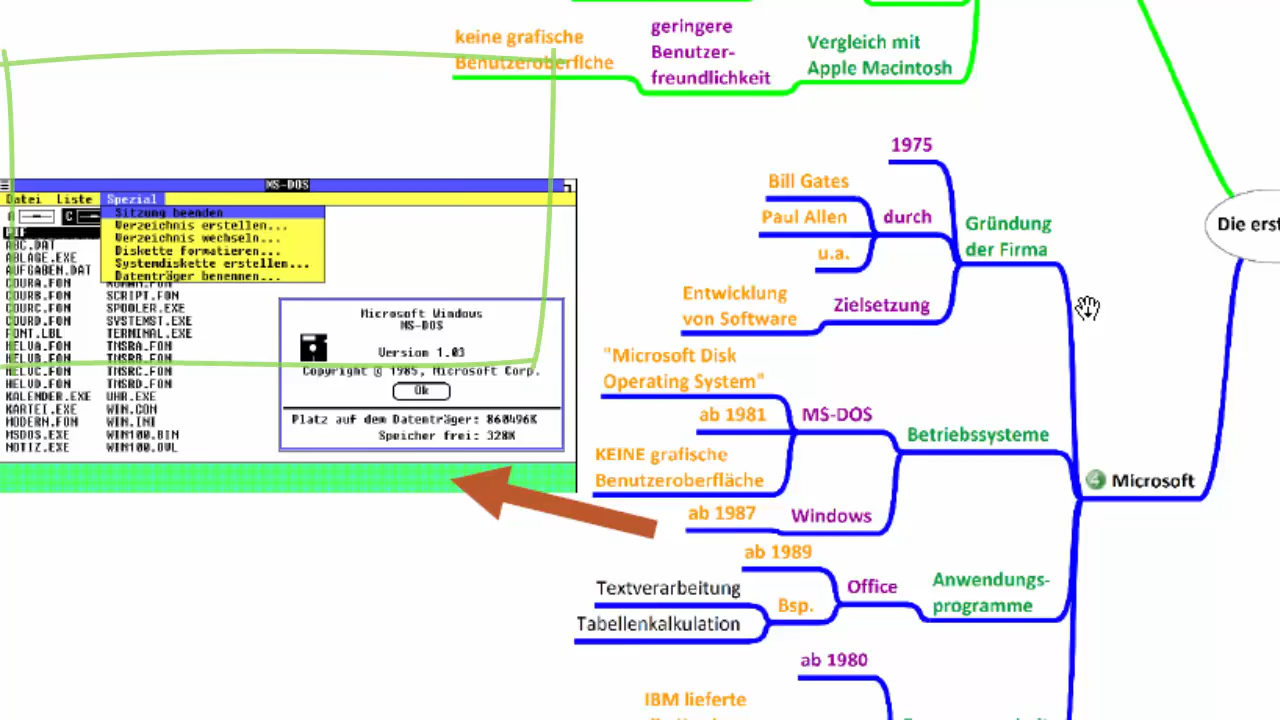 keine grafische
Benutzeroberflche
geringere
Benutzer-
freundlichkeit
Vergleich mit
Apple Macintosh
1975
Bill Gates
Paul Allen
u.a.
durch
Gründung
der Firma
Entwicklung
von Software
Zielsetzung
"Microsoft Disk
Operating System"
ab 1981
KEINE grafische
Benutzeroberfläche
MS-DOS
ab 1987
Windows
Betriebssysteme
ab 1989
Textverarbeitung
Tabellenkalkulation
Bsp.
Office
Anwendungs-
programme
ab 1980
IBM lieferte
Microsoft
Die erst
MS-DOS
Datei Liste Spezial
C
Sitzung beenden
Verzeichnis erstellen...
Verzeichnis wechseln...
Diskette formatieren...
Systemdiskette erstellen...
Datenträger benennen...
ABC.DAT
ABLAGE.EXE
AUFGABEN.DAT
COURA.FON ROMAN.FON
COURB.FON SCRIPT.FON
COURC.FON SPOOLER.EXE
COURD.FON SYSTEMST.EXE
FONT.LBL TERMINAL.EXE
HELVA.FON TMSRA.FON
HELVB.FON TMSRB.FON
HELVC.FON TMSRC.FON
HELVD.FON TMSRD.FON
KALENDER.EXE UHR.EXE
KARTEI.EXE WIN.COM
MODERN.FON WIN.INI
MSDOS.EXE WIN100.BIN
NOTIZ.EXE WIN100.OVL
Microsoft Windows
MS-DOS
Version 1.03
Copyright © 1985, Microsoft Corp.
Ok
Platz auf dem Datenträger: 860496K
Speicher frei: 328K